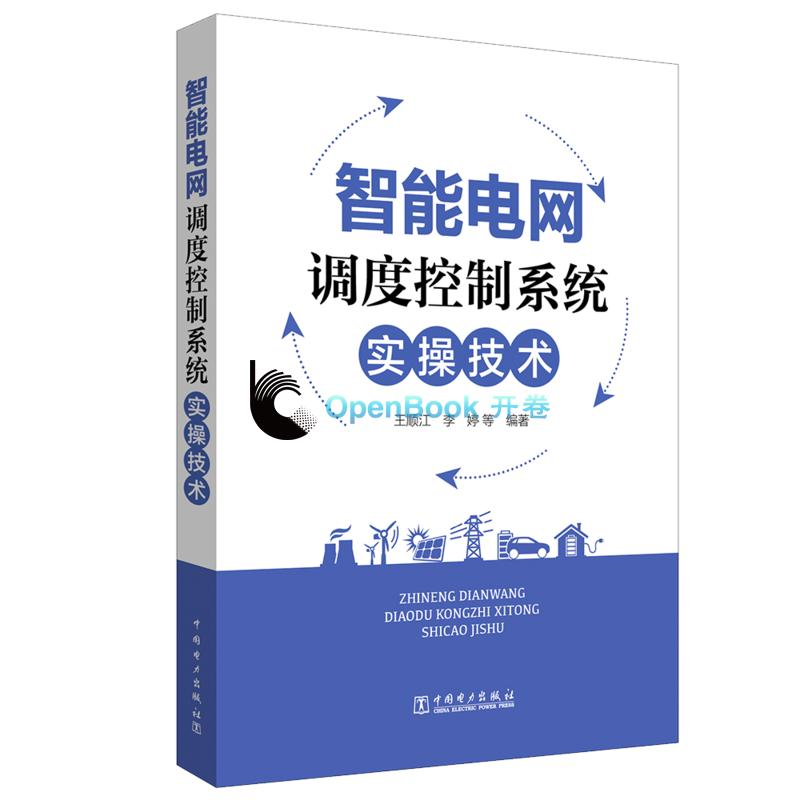 智能电网调度控制系统实操技术
中国电力出版社
智能电网
调度控制系统
实操技术
OpenBook 开卷
王顺江 李 婷 等 编著
ZHINENG DIANWANG
DIAODU KONGZHI XITONG
SHICAO JISHU
中国电力出版社
CHINA ELECTRIC POWER PRESS